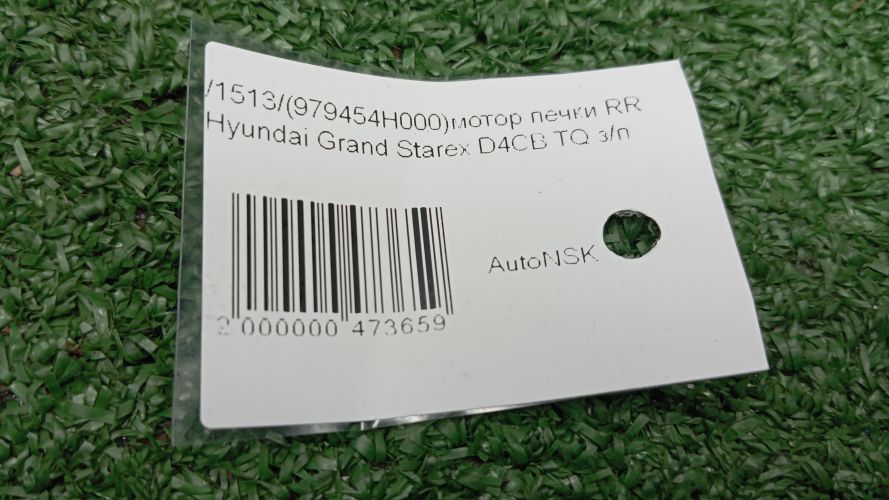 /1513/(979454H000)мотор печки RR
Hyundai Grand Starex D4CB TQ з/п
AutoNSK
2 000000 473659